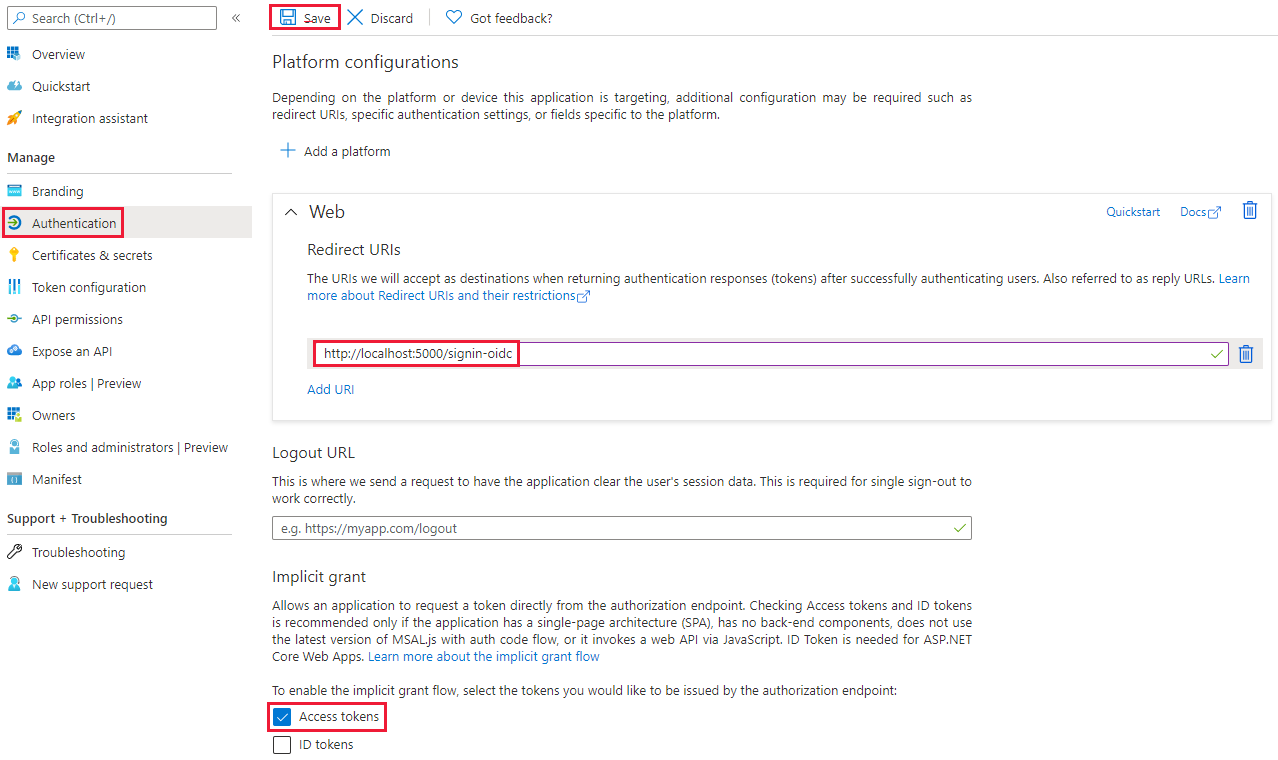 Search (Ctrl+/)
«
Overview
Quickstart
Integration assistant
Manage
Branding
Authentication
Certificates & secrets
Token configuration
API permissions
Expose an API
App roles | Preview
Owners
Roles and administrators | Preview
Manifest
Support + Troubleshooting
Troubleshooting
New support request
Save Discard Got feedback?
Platform configurations
Depending on the platform or device this application is targeting, additional configuration may be required such as
redirect URIs, specific authentication settings, or fields specific to the platform.
Add a platform
Web Quickstart Docs
Redirect URIs
The URIs we will accept as destinations when returning authentication responses (tokens) after successfully authenticating users. Also referred to as reply URLs. Learn
more about Redirect URIs and their restrictions
http://localhost:5000/signin-oidc
Add URI
Logout URL
This is where we send a request to have the application clear the user's session data. This is required for single sign-out to
work correctly.
e.g. https://myapp.com/logout
Implicit grant
Allows an application to request a token directly from the authorization endpoint. Checking Access tokens and ID tokens
is recommended only if the application has a single-page architecture (SPA), has no back-end components, does not use
the latest version of MSAL.js with auth code flow, or it invokes a web API via JavaScript. ID Token is needed for ASP.NET
Core Web Apps. Learn more about the implicit grant flow
To enable the implicit grant flow, select the tokens you would like to be issued by the authorization endpoint:
Access tokens
ID tokens